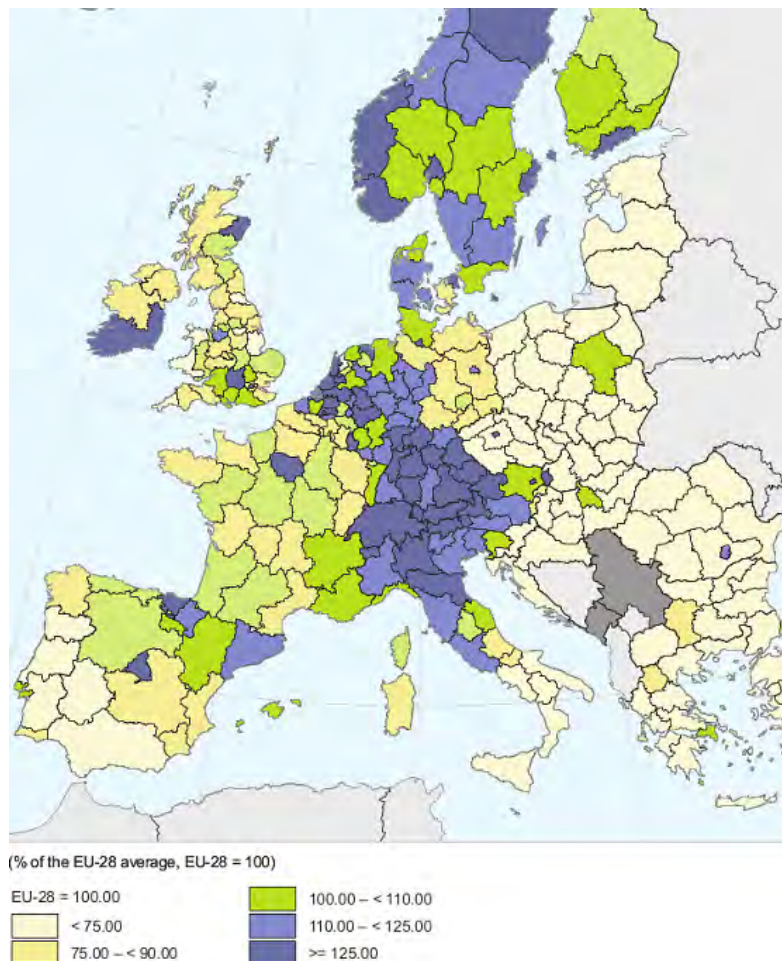 (% of the EU-28 average, EU-28 = 100)
EU-28 = 100.00
< 75.00
75.00 – < 90.00
100.00 – < 110.00
110.00 – < 125.00
>= 125.00